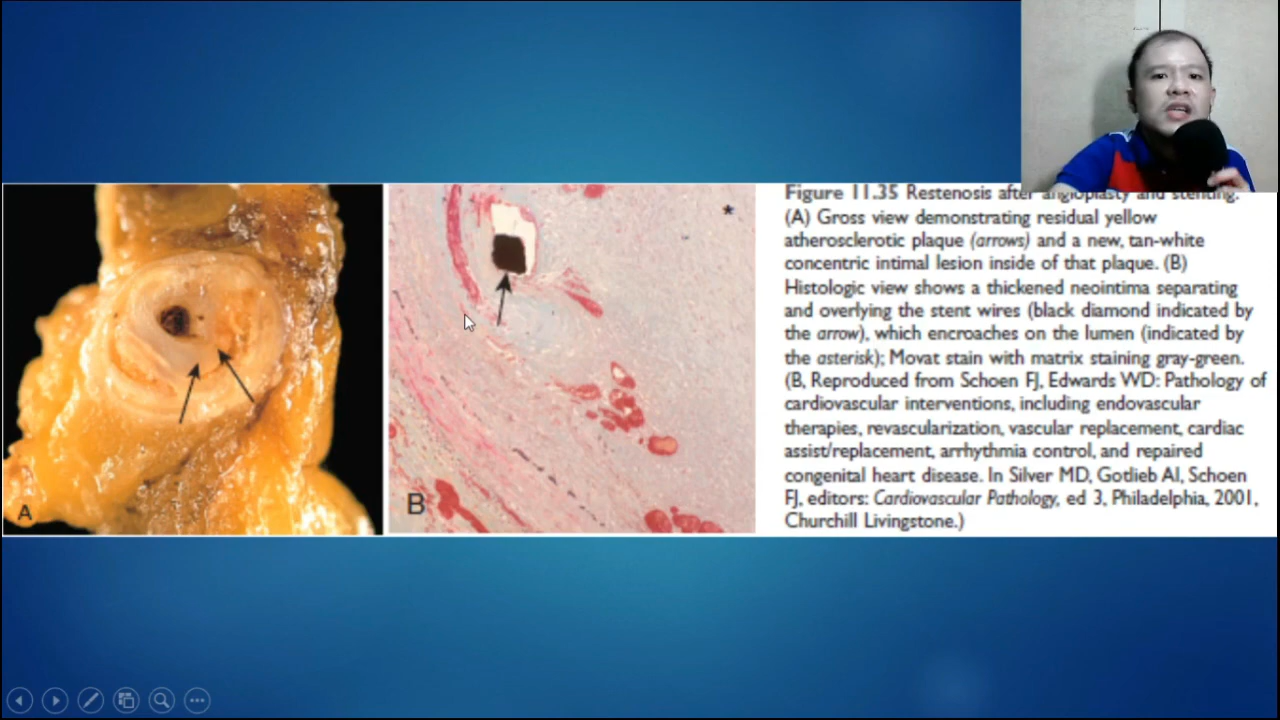 Figure 11.35 Restenosis after angioplasty and stenting.
(A) Gross view demonstrating residual yellow
atherosclerotic plaque (arrows) and a new, tan-white
concentric intimal lesion inside of that plaque. (B)
Histologic view shows a thickened neointima separating
and overlying the stent wires (black diamond indicated by
the arrow), which encroaches on the lumen (indicated by
the asterisk); Movat stain with matrix staining gray-green.
(B, Reproduced from Schoen FJ, Edwards WD: Pathology of
cardiovascular interventions, including endovascular
therapies, revascularization, vascular replacement, cardiac
assist/replacement, arrhythmia control, and repaired
congenital heart disease. In Silver MD, Gotlieb AI, Schoen
FJ, editors: Cardiovascular Pathology, ed 3, Philadelphia, 2001,
Churchill Livingstone.)
*
A
B